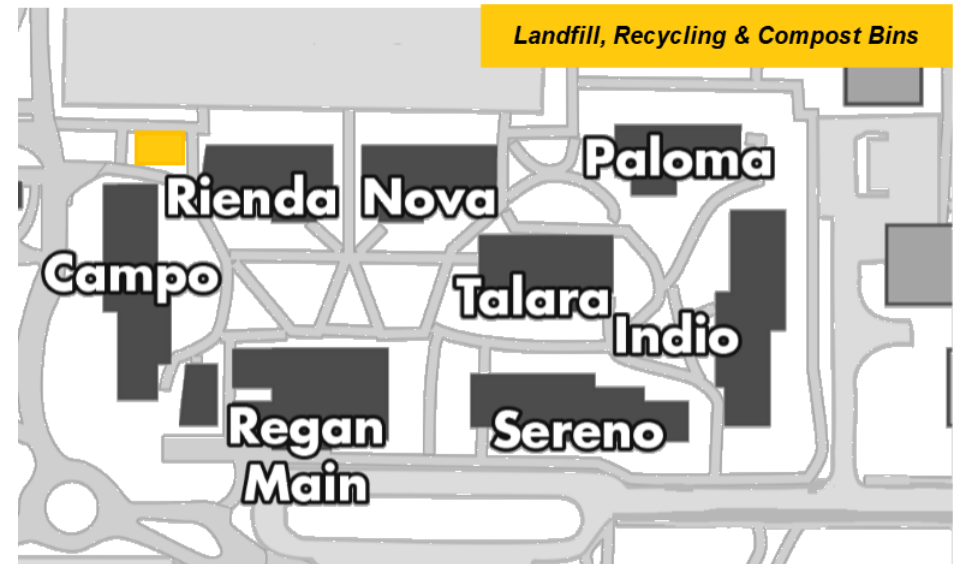 Landfill, Recycling & Compost Bins
Paloma
Rienda
Nova
Campo
Talara
Indio
Regan
Main
Sereno